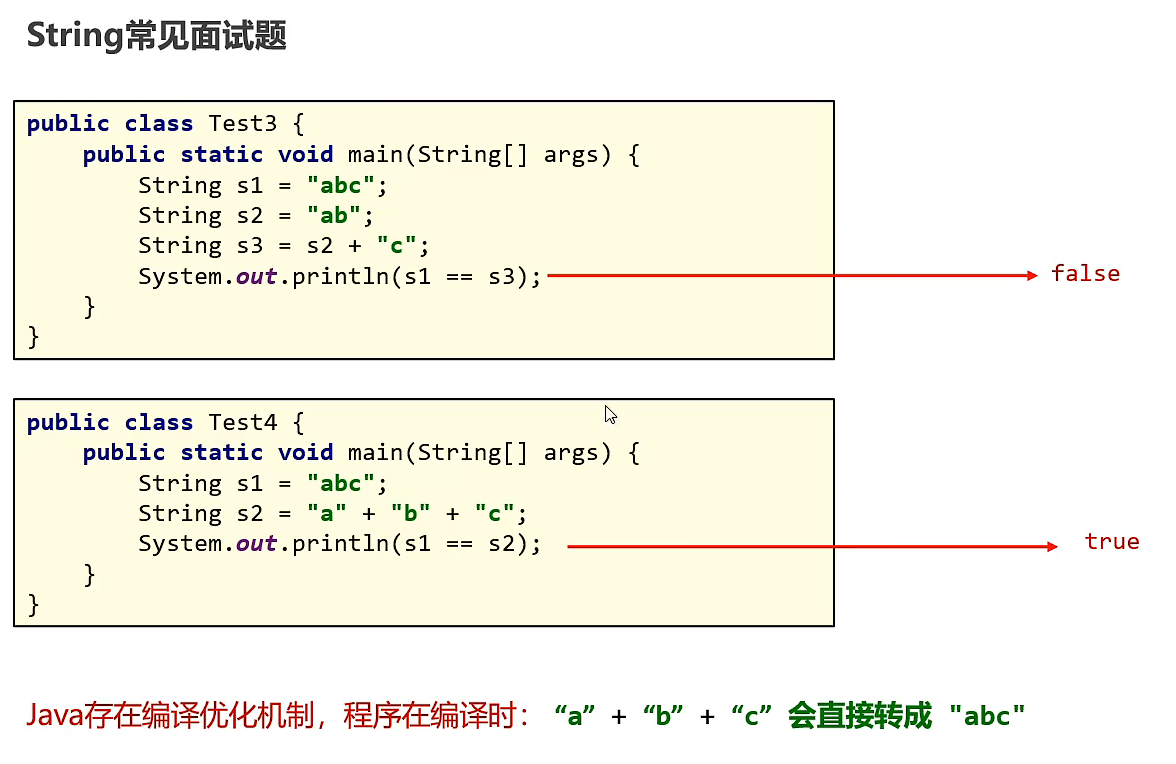 String常见面试题
public class Test3 {
    public static void main(String[] args) {
        String s1 = "abc";
        String s2 = "ab";
        String s3 = s2 + "c";
        System.out.println(s1 == s3);
false
    }
}
public class Test4 {
    public static void main(String[] args) {
        String s1 = "abc";
        String s2 = "a" + "b" + "c";
        System.out.println(s1 == s2);
true
    }
}
Java存在编译优化机制，程序在编译时： “a” + “b” + “c” 会直接转成 "abc"